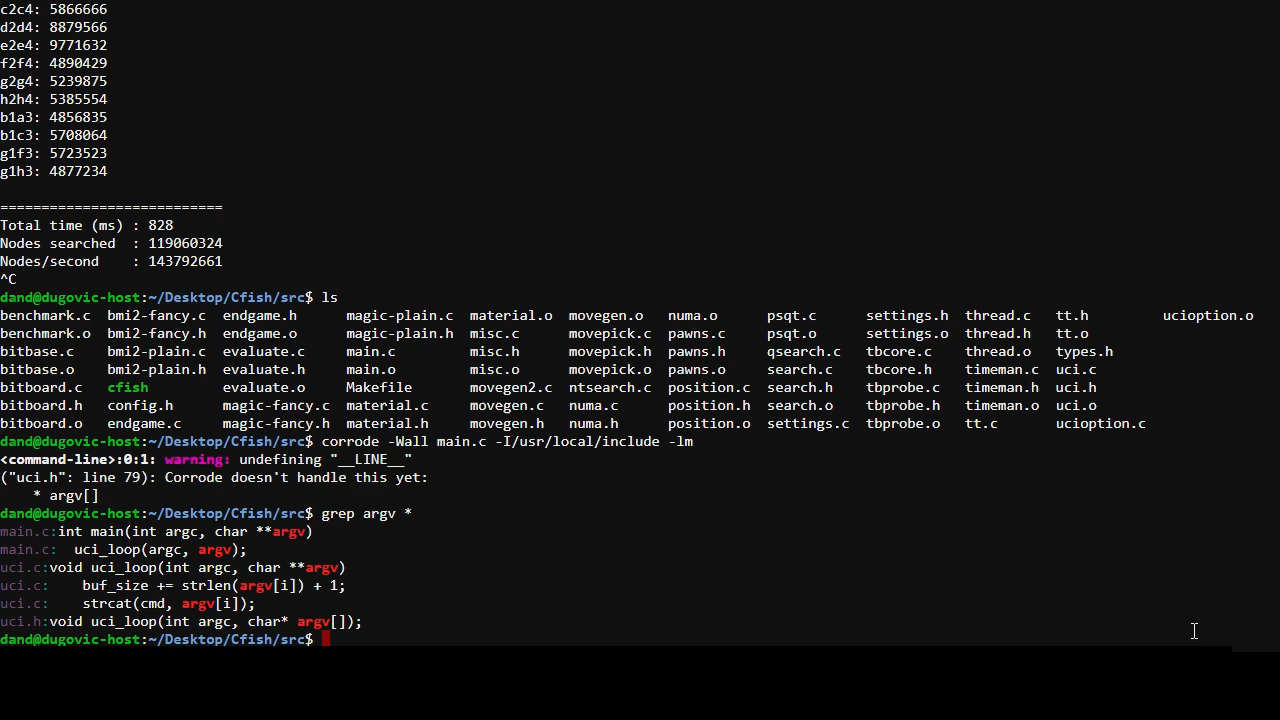 c2c4: 5866666
d2d4: 8879566
e2e4: 9771632
f2f4: 4890429
g2g4: 5239875
h2h4: 5385554
b1a3: 4856835
b1c3: 5708064
g1f3: 5723523
g1h3: 4877234
===========================
Total time (ms) : 828
Nodes searched  : 119060324
Nodes/second    : 143792661
^C
dand@dugovic-host:~/Desktop/Cfish/src$ ls
benchmark.c  bmi2-fancy.c  endgame.h      magic-plain.c  material.o  movegen.o   numa.o      psqt.c      settings.h  thread.c   tt.h         ucioption.o
benchmark.o  bmi2-fancy.h  endgame.o      magic-plain.h  misc.c      movepick.c  pawns.c     psqt.o      settings.o  thread.h   tt.o
bitbase.c    bmi2-plain.c  evaluate.c     main.c         misc.h      movepick.h  pawns.h     qsearch.c   tbcore.c    thread.o   types.h
bitbase.o    bmi2-plain.h  evaluate.h     main.o         misc.o      movepick.o  pawns.o     search.c    tbcore.h    timeman.c  uci.c
bitboard.c   cfish         evaluate.o     Makefile       movegen2.c  ntsearch.c  position.c  search.h    tbprobe.c   timeman.h  uci.h
bitboard.h   config.h      magic-fancy.c  material.c     movegen.c   numa.c      position.h  search.o    tbprobe.h   timeman.o  uci.o
bitboard.o   endgame.c     magic-fancy.h  material.h     movegen.h   numa.h      position.o  settings.c  tbprobe.o   tt.c       ucioption.c
dand@dugovic-host:~/Desktop/Cfish/src$ corrode -Wall main.c -I/usr/local/include -lm
<command-line>:0:1: warning: undefining "__LINE__"
("uci.h": line 79): Corrode doesn't handle this yet:
    * argv[]
dand@dugovic-host:~/Desktop/Cfish/src$ grep argv *
main.c:int main(int argc, char **argv)
main.c:  uci_loop(argc, argv);
uci.c:void uci_loop(int argc, char **argv)
uci.c:    buf_size += strlen(argv[i]) + 1;
uci.c:    strcat(cmd, argv[i]);
uci.h:void uci_loop(int argc, char* argv[]);
dand@dugovic-host:~/Desktop/Cfish/src$